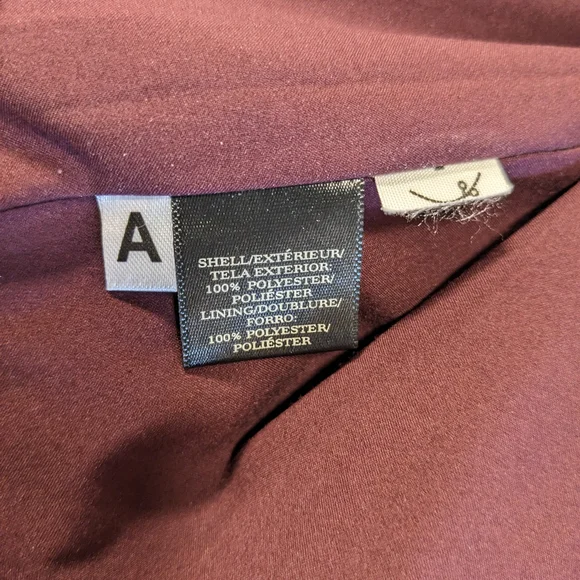 A
SHELL/EXTÉRIEUR/
TELA EXTERIOR:
100% POLYESTER/
POLIÉSTER
LINING/DOUBLURE/
FORRO:
100% POLYESTER/
POLIÉSTER